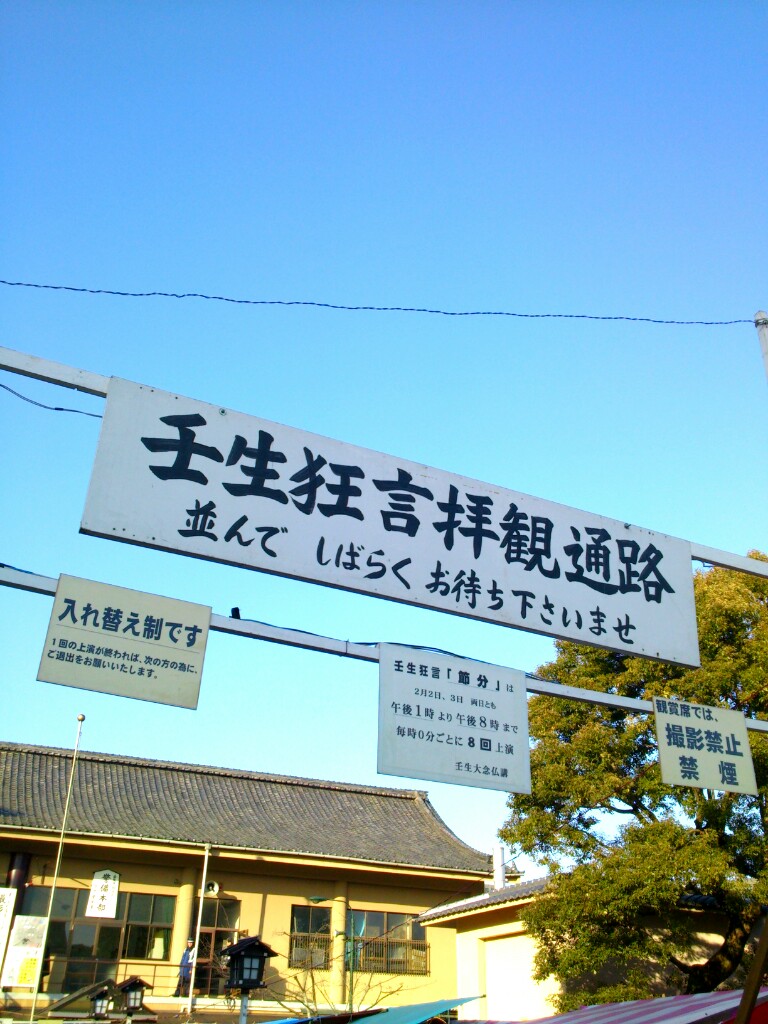 壬生狂言拝観通路
並んで しばらく お待ち下さいませ
入れ替え制です
1回の上演が終われば、次の方の為に、
ご退出をお願いいたします。
壬生狂言「節分」は
2月2日、3日 両日とも
午後1時より午後8時まで
毎時0分ごとに8回上演
壬生大念仏講
観賞席では、
撮影禁止
禁煙